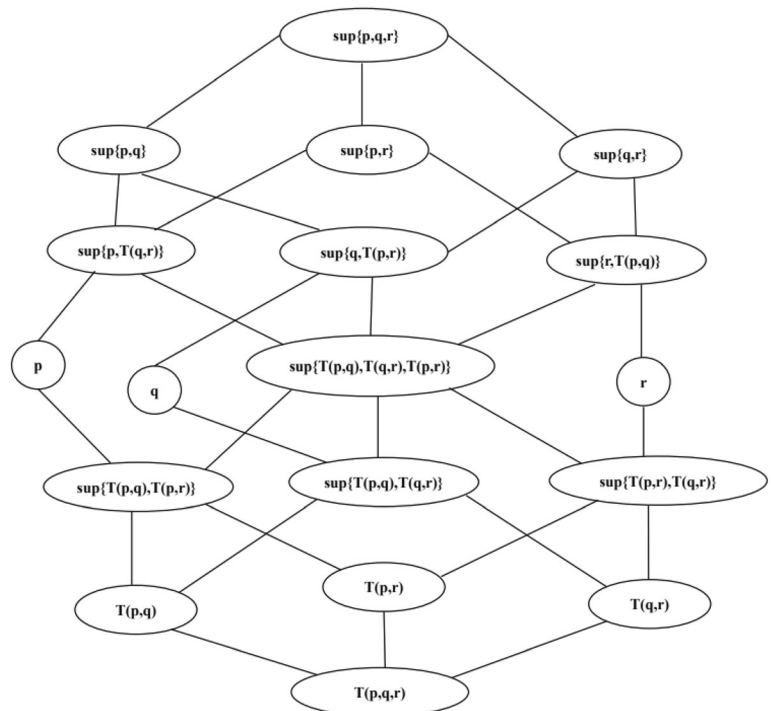 sup{p,q,r}
sup{p,q}
sup{p,r}
sup{q,r}
sup{p,T(q,r)}
sup{q,T(p,r)}
sup{r,T(p,q)}
p
q
sup{T(p,q),T(q,r),T(p,r)}
r
sup{T(p,q),T(p,r)}
sup{T(p,q),T(q,r)}
sup{T(p,r),T(q,r)}
T(p,q)
T(p,r)
T(q,r)
T(p,q,r)